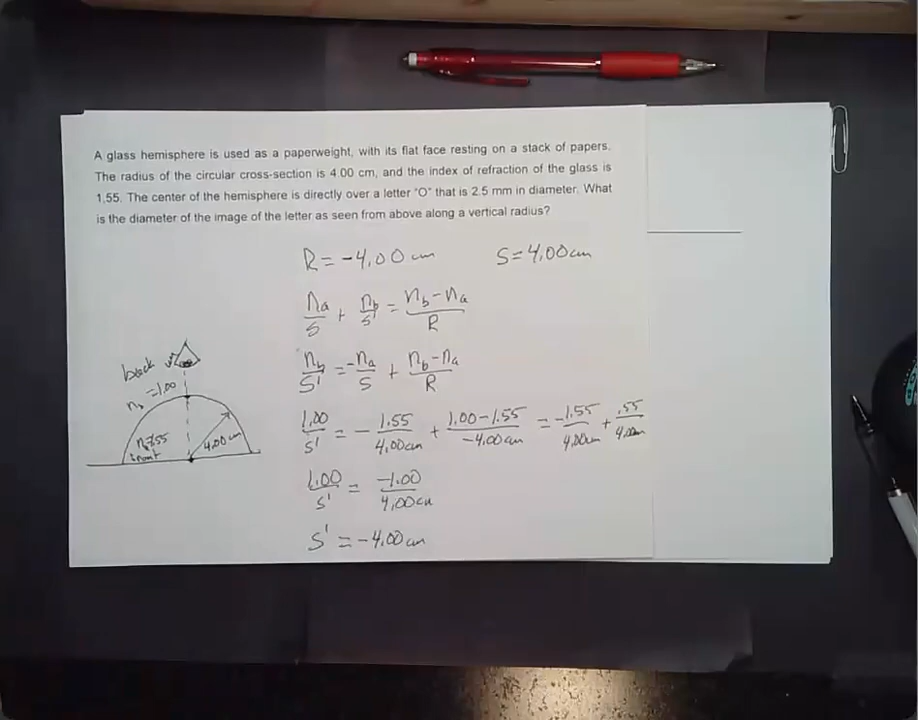 A glass hemisphere is used as a paperweight, with its flat face resting on a stack of papers.
The radius of the circular cross-section is 4.00 cm, and the index of refraction of the glass is
1.55. The center of the hemisphere is directly over a letter "O" that is 2.5 mm in diameter. What
is the diameter of the image of the letter as seen from above along a vertical radius?
R = -4,00 cm S = 4,00 cm
na/s + nb/s' = (nb - na)/R
nb/s' = -na/s + (nb - na)/R
back
nb = 1.00
1.00/s' = - 1.55/4,00cm + (1.00 - 1.55)/-4.00cm = -1.55/4,00cm + .55/4,00cm
4.00 cm
1.00/s' = -1.00/4,00cm
s' = -4.00 cm